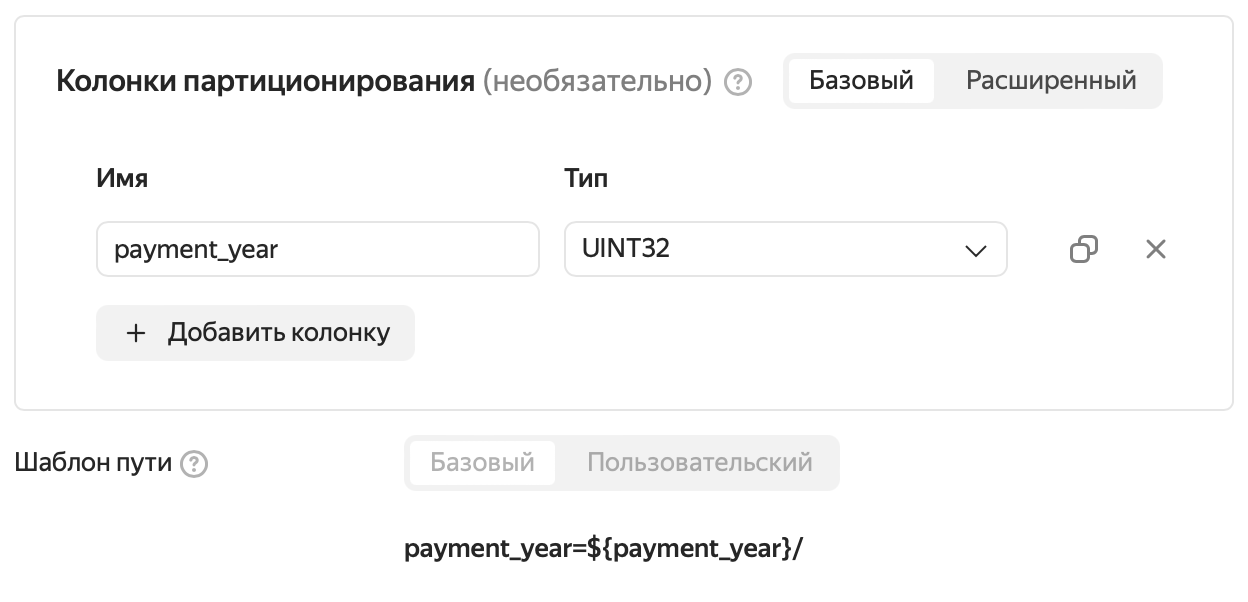 Колонки партиционирования (необязательно) ? Базовый Расширенный
Имя Тип
payment_year UINT32
+ Добавить колонку
Шаблон пути ? Базовый Пользовательский
payment_year=${payment_year}/